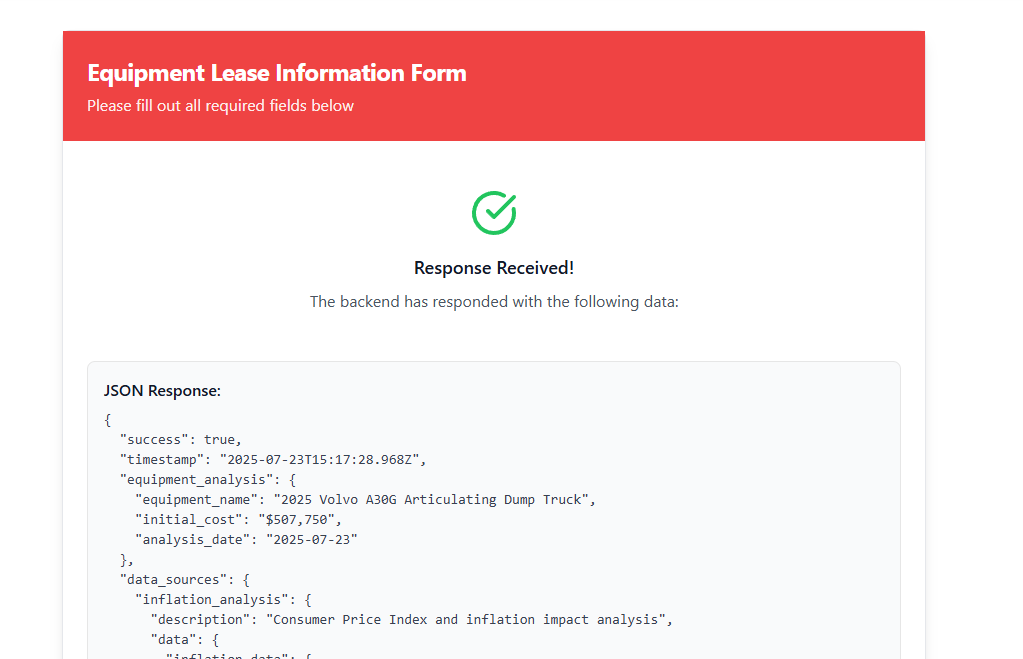 Equipment Lease Information Form
Please fill out all required fields below
Response Received!
The backend has responded with the following data:
JSON Response:
{
  "success": true,
  "timestamp": "2025-07-23T15:17:28.968Z",
  "equipment_analysis": {
    "equipment_name": "2025 Volvo A30G Articulating Dump Truck",
    "initial_cost": "$507,750",
    "analysis_date": "2025-07-23"
  },
  "data_sources": {
    "inflation_analysis": {
      "description": "Consumer Price Index and inflation impact analysis",
      "data": {
        "inflation_data": {